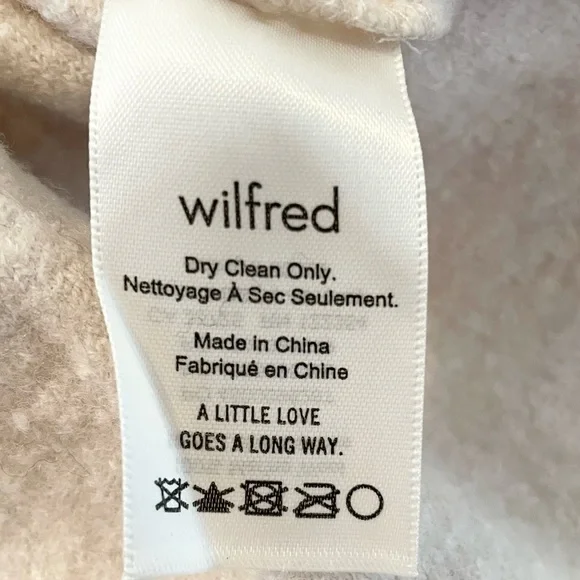 wilfred
Dry Clean Only.
Nettoyage À Sec Seulement.
Made in China
Fabriqué en Chine
A LITTLE LOVE
GOES A LONG WAY.